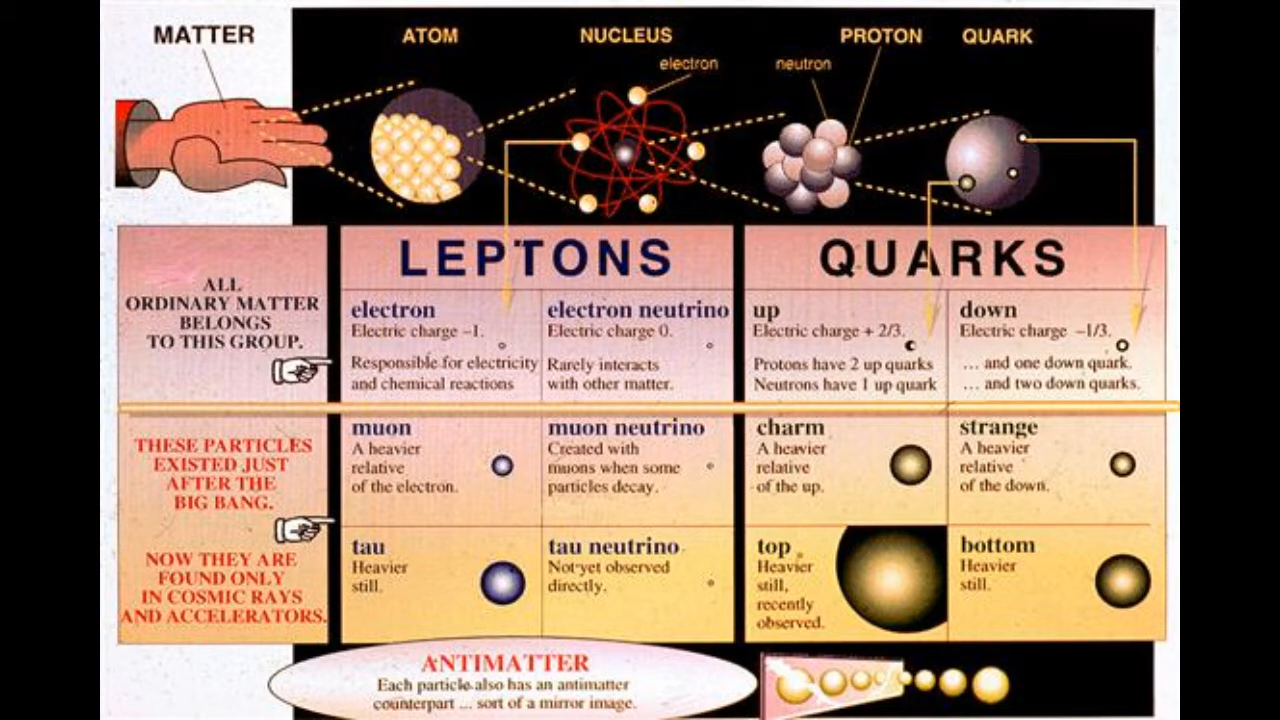 MATTER
ATOM
NUCLEUS
PROTON
QUARK
electron
neutron
LEPTONS
QUARKS
ALL
ORDINARY MATTER
BELONGS
TO THIS GROUP.
electron
Electric charge –1.
Responsible for electricity
and chemical reactions
electron neutrino
Electric charge 0.
Rarely interacts
with other matter.
up
Electric charge + 2/3.
Protons have 2 up quarks
Neutrons have 1 up quark
down
Electric charge –1/3.
... and one down quark.
... and two down quarks.
THESE PARTICLES
EXISTED JUST
AFTER THE
BIG BANG.
NOW THEY ARE
FOUND ONLY
IN COSMIC RAYS
AND ACCELERATORS.
muon
A heavier
relative
of the electron.
muon neutrino
Created with
muons when some
particles decay.
charm
A heavier
relative
of the up.
strange
A heavier
relative
of the down.
tau
Heavier
still.
tau neutrino
Not yet observed
directly.
top
Heavier
still,
recently
observed.
bottom
Heavier
still.
ANTIMATTER
Each particle also has an antimatter
counterpart ... sort of a mirror image.